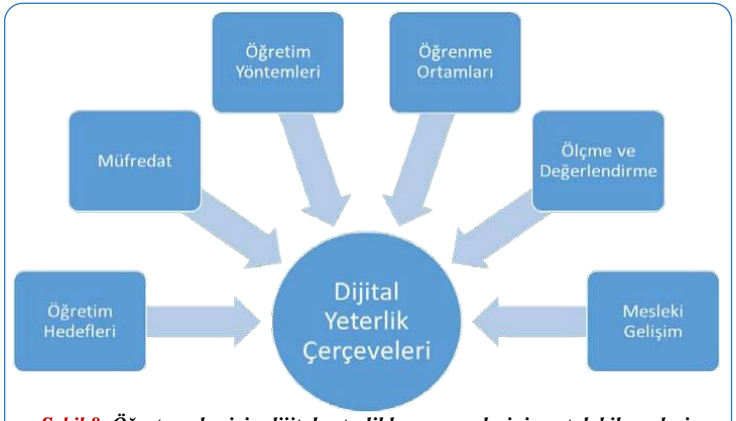 Öğretim
Yöntemleri
Öğrenme
Ortamları
Müfredat
Ölçme ve
Değerlendirme
Öğretim
Hedefleri
Dijital
Yeterlik
Çerçeveleri
Mesleki
Gelişim